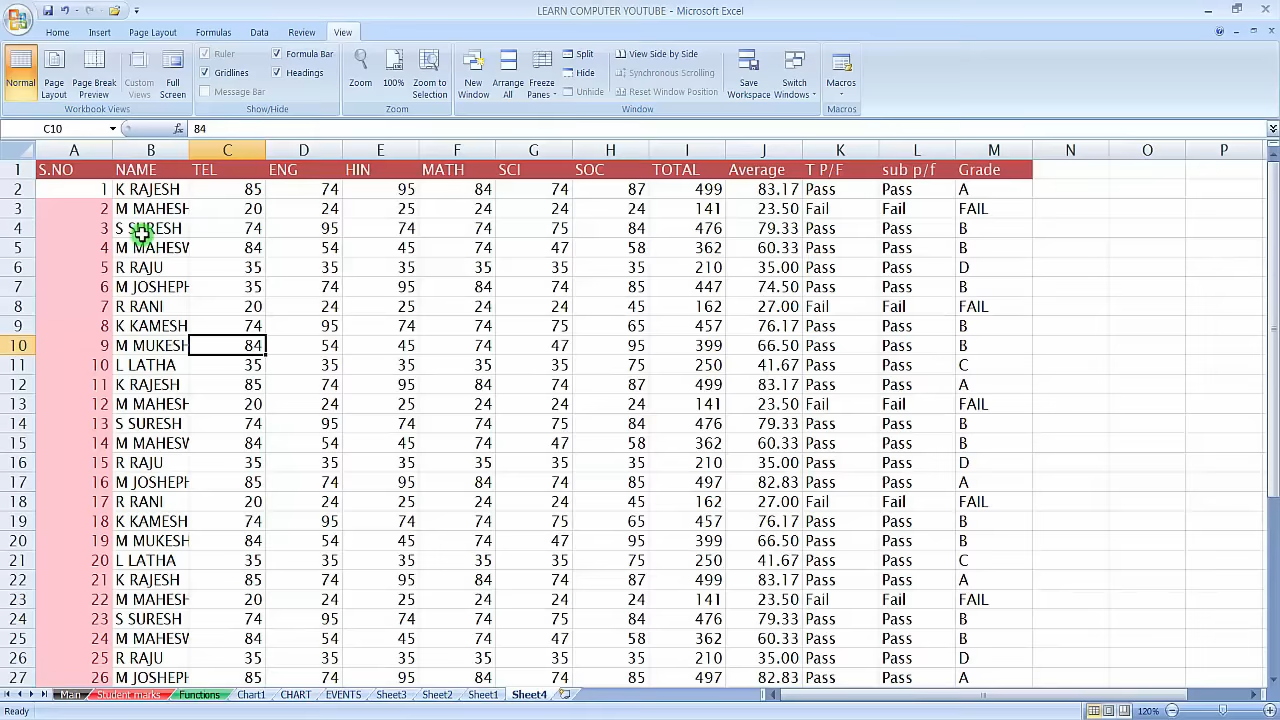 LEARN COMPUTER YOUTUBE - Microsoft Excel
Home Insert Page Layout Formulas Data Review View
Normal Page Layout Page Break Preview Custom Views Full Screen
Workbook Views
Ruler Formula Bar
Gridlines Headings
Message Bar
Show/Hide
Zoom 100% Zoom to Selection
Zoom
New Window Arrange All Freeze Panes
Split View Side by Side
Hide Synchronous Scrolling
Unhide Reset Window Position
Save Workspace Switch Windows
Window
Macros
Macros
C10 fx 84
A B C D E F G H I J K L M N O P
1 S.NO NAME TEL ENG HIN MATH SCI SOC TOTAL Average T P/F sub p/f Grade
2 1 K RAJESH 85 74 95 84 74 87 499 83.17 Pass Pass A
3 2 M MAHESH 20 24 25 24 24 24 141 23.50 Fail Fail FAIL
4 3 S SURESH 74 95 74 74 75 84 476 79.33 Pass Pass B
5 4 M MAHESW 84 54 45 74 47 58 362 60.33 Pass Pass B
6 5 R RAJU 35 35 35 35 35 35 210 35.00 Pass Pass D
7 6 M JOSHEPH 35 74 95 84 74 85 447 74.50 Pass Pass B
8 7 R RANI 20 24 25 24 24 45 162 27.00 Fail Fail FAIL
9 8 K KAMESH 74 95 74 74 75 65 457 76.17 Pass Pass B
10 9 M MUKESH 84 54 45 74 47 95 399 66.50 Pass Pass B
11 10 L LATHA 35 35 35 35 35 75 250 41.67 Pass Pass C
12 11 K RAJESH 85 74 95 84 74 87 499 83.17 Pass Pass A
13 12 M MAHESH 20 24 25 24 24 24 141 23.50 Fail Fail FAIL
14 13 S SURESH 74 95 74 74 75 84 476 79.33 Pass Pass B
15 14 M MAHESW 84 54 45 74 47 58 362 60.33 Pass Pass B
16 15 R RAJU 35 35 35 35 35 35 210 35.00 Pass Pass D
17 16 M JOSHEPH 85 74 95 84 74 85 497 82.83 Pass Pass A
18 17 R RANI 20 24 25 24 24 45 162 27.00 Fail Fail FAIL
19 18 K KAMESH 74 95 74 74 75 65 457 76.17 Pass Pass B
20 19 M MUKESH 84 54 45 74 47 95 399 66.50 Pass Pass B
21 20 L LATHA 35 35 35 35 35 75 250 41.67 Pass Pass C
22 21 K RAJESH 85 74 95 84 74 87 499 83.17 Pass Pass A
23 22 M MAHESH 20 24 25 24 24 24 141 23.50 Fail Fail FAIL
24 23 S SURESH 74 95 74 74 75 84 476 79.33 Pass Pass B
25 24 M MAHESW 84 54 45 74 47 58 362 60.33 Pass Pass B
26 25 R RAJU 35 35 35 35 35 35 210 35.00 Pass Pass D
27 26 M JOSHEPH 85 74 95 84 74 85 497 82.83 Pass Pass A
Main Student marks Functions Chart1 CHART EVENTS Sheet3 Sheet2 Sheet1 Sheet4
Ready 120%